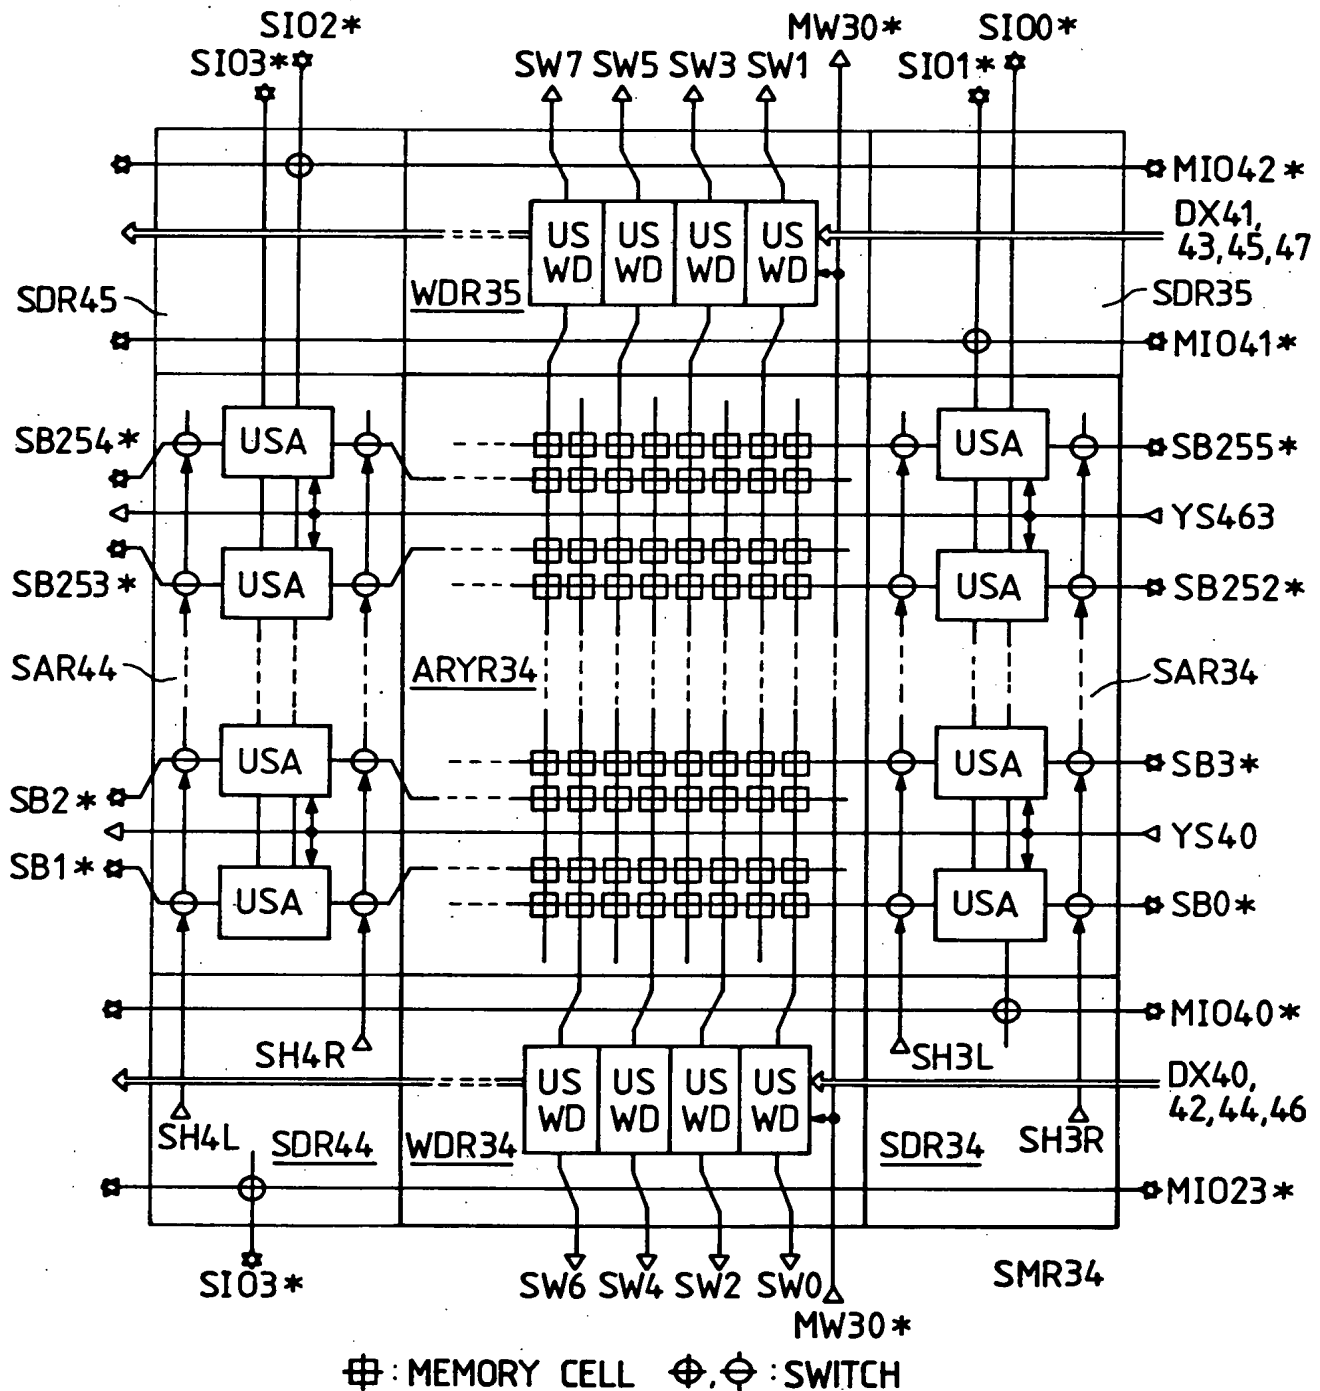 SIO2* MW30* SIO0*
SIO3* SW7 SW5 SW3 SW1 SIO1*
MIO42*
DX41,
43,45,47
US US US US
WD WD WD WD
SDR45 WDR35 SDR35
MIO41*
SB254* USA USA SB255*
YS463
SB253* USA USA SB252*
SAR44 ARYR34 SAR34
USA USA SB3*
SB2*
YS40
SB1* USA USA SB0*
MIO40*
SH4R SH3L
US US US US
WD WD WD WD
DX40,
42,44,46
SH4L SDR44 WDR34 SDR34 SH3R
MIO23*
SIO3* SW6 SW4 SW2 SW0 SMR34
MW30*
: MEMORY CELL , : SWITCH